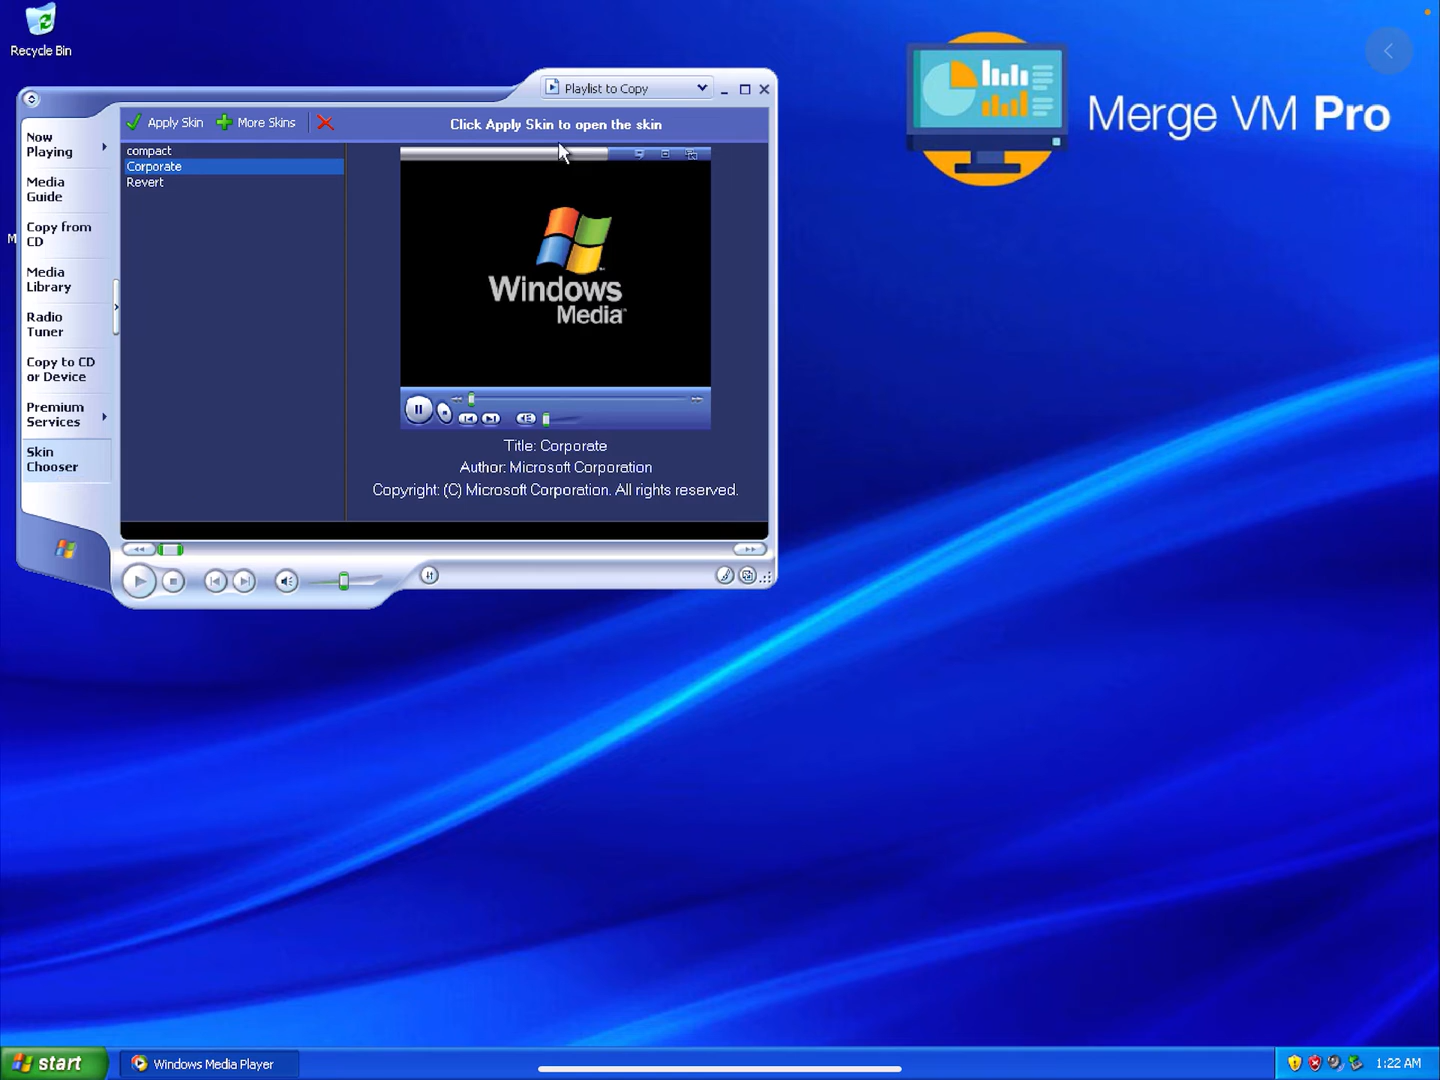 Recycle Bin
Merge VM Pro
Playlist to Copy
Apply Skin
More Skins
Click Apply Skin to open the skin
Now Playing
Media Guide
Copy from CD
Media Library
Radio Tuner
Copy to CD or Device
Premium Services
Skin Chooser
compact
Corporate
Revert
Windows
Media
Title: Corporate
Author: Microsoft Corporation
Copyright: (C) Microsoft Corporation. All rights reserved.
M
start
Windows Media Player
1:22 AM